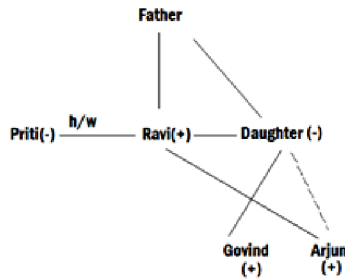 Father
h/w
Priti(-) Ravi(+) Daughter (-)
Govind Arjun
(+) (+)